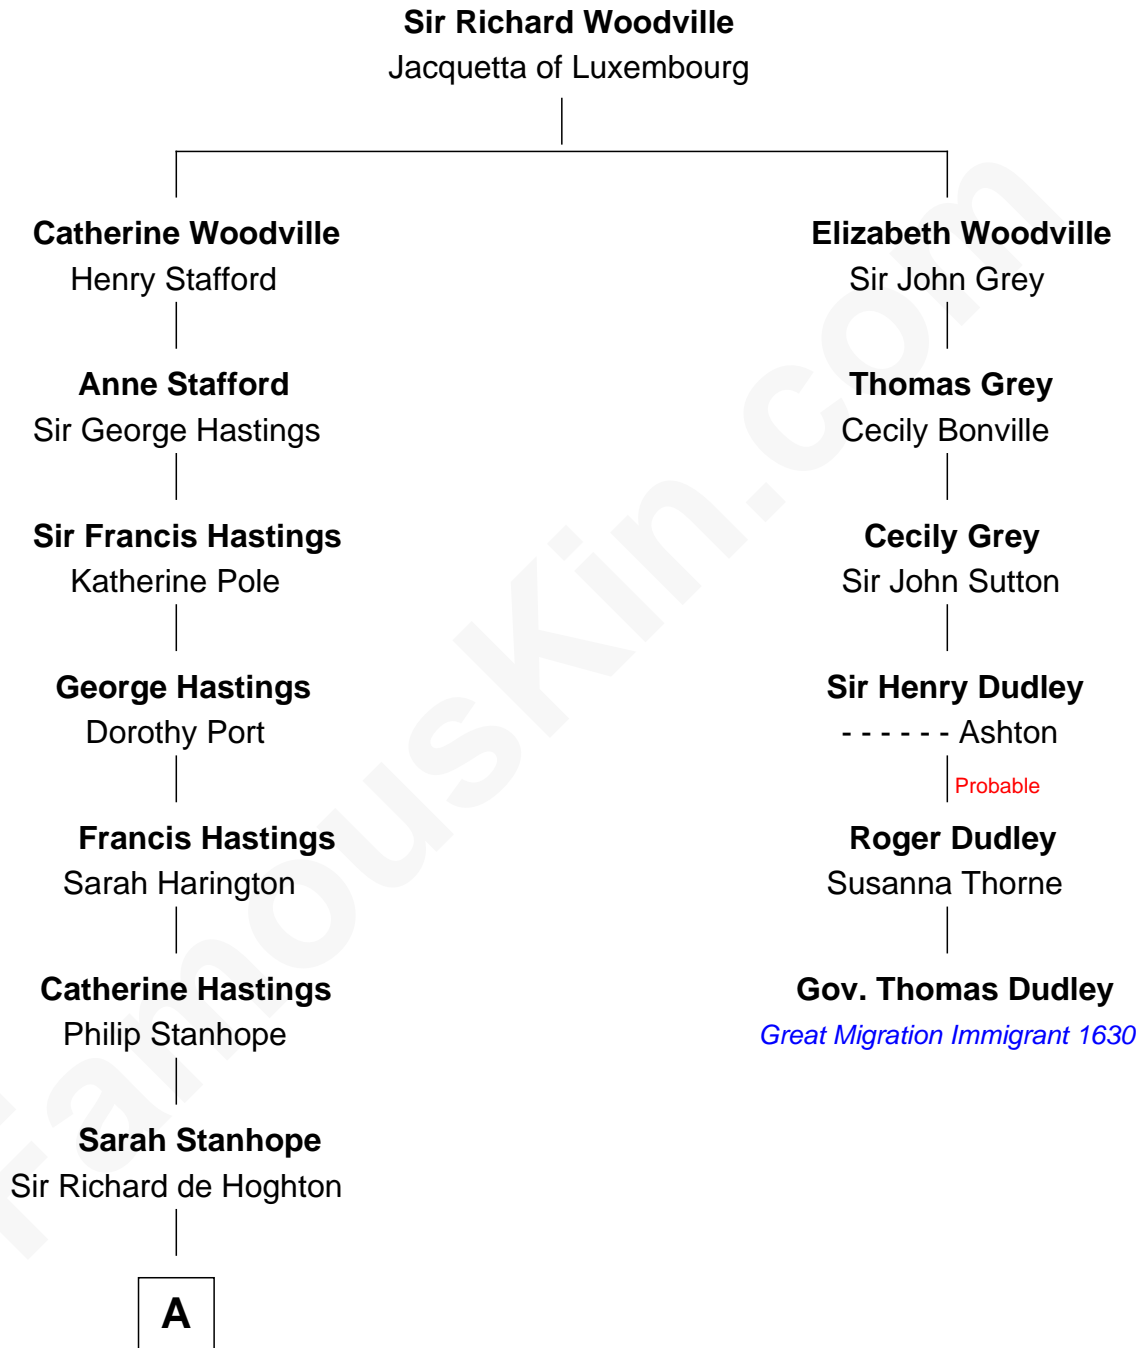 Sir Richard Woodville
Jacquetta of Luxembourg
Catherine Woodville
Henry Stafford
Elizabeth Woodville
Sir John Grey
Anne Stafford
Sir George Hastings
Thomas Grey
Cecily Bonville
Sir Francis Hastings
Katherine Pole
Cecily Grey
Sir John Sutton
George Hastings
Dorothy Port
Sir Henry Dudley
- - - - - - Ashton
Probable
Francis Hastings
Sarah Harington
Roger Dudley
Susanna Thorne
Catherine Hastings
Philip Stanhope
Gov. Thomas Dudley
Great Migration Immigrant 1630
Sarah Stanhope
Sir Richard de Hoghton
A
FamousKin.com